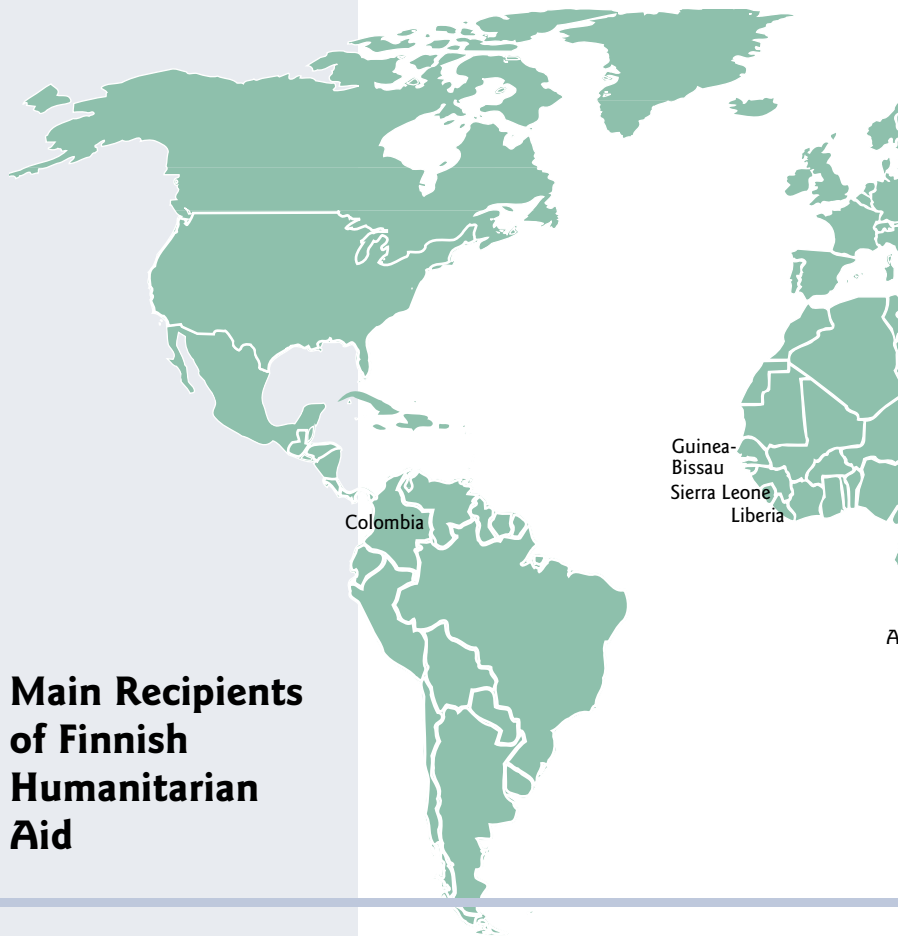 Guinea-
Bissau
Sierra Leone
Liberia
Colombia
Main Recipients
of Finnish
Humanitarian
Aid